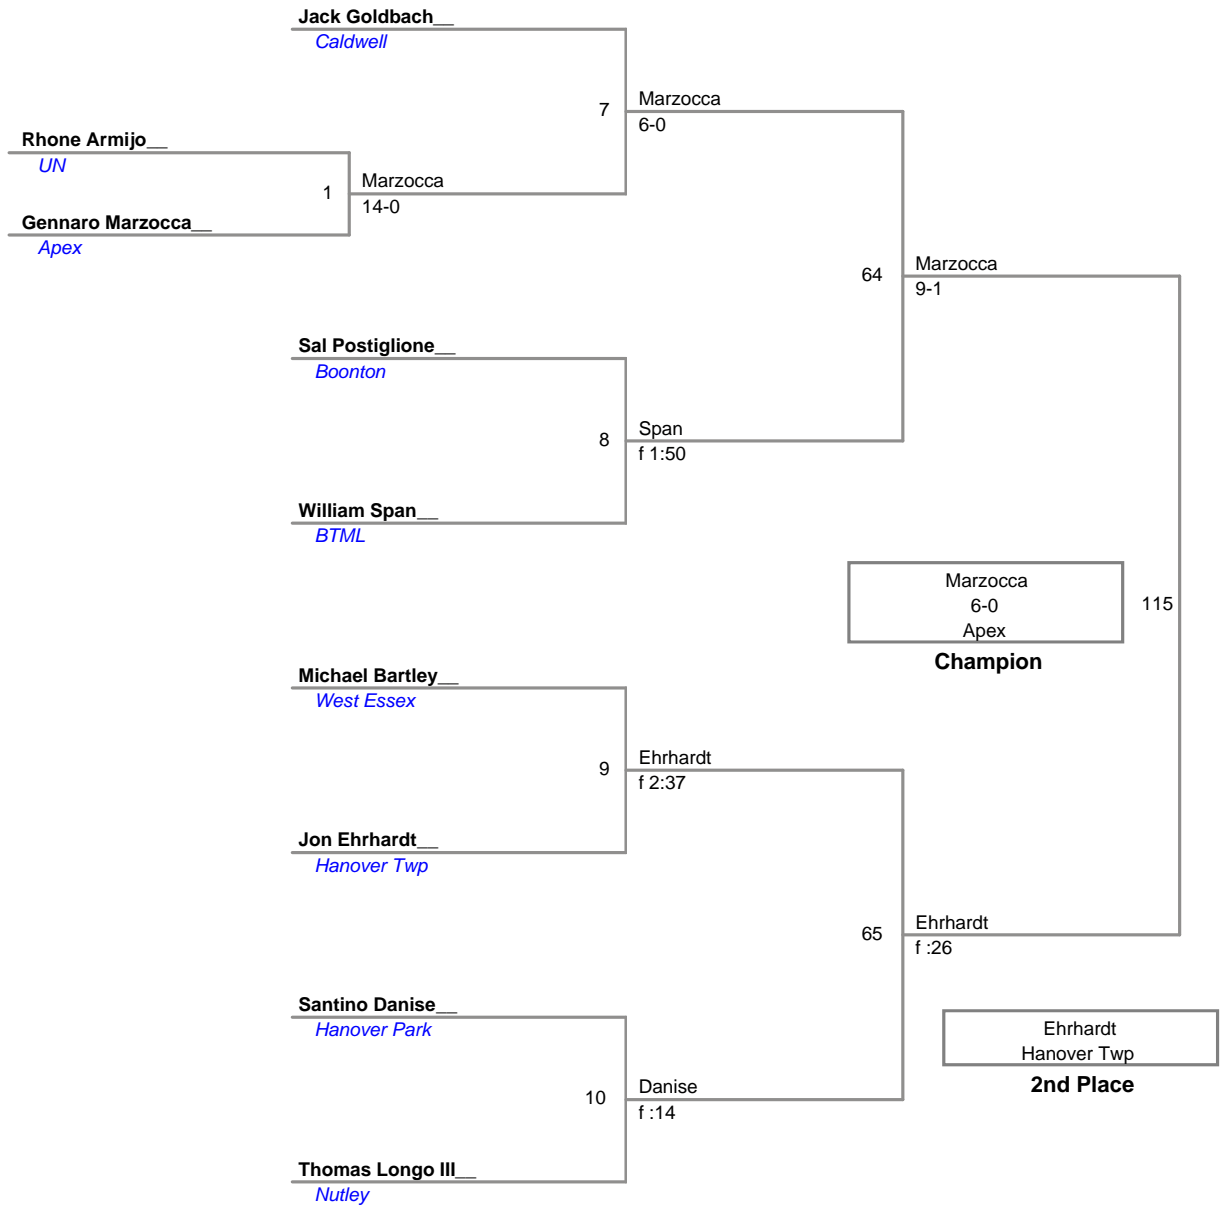 Jack Goldbach__
Caldwell
7
Marzocca
6-0
Rhone Armijo__
UN
1
Marzocca
14-0
Gennaro Marzocca__
Apex
64
Marzocca
9-1
Sal Postiglione__
Boonton
8
Span
f 1:50
William Span__
BTML
Marzocca
6-0
Apex
Champion
115
Michael Bartley__
West Essex
9
Ehrhardt
f 2:37
Jon Ehrhardt__
Hanover Twp
65
Ehrhardt
f :26
Santino Danise__
Hanover Park
Ehrhardt
Hanover Twp
2nd Place
10
Danise
f :14
Thomas Longo III__
Nutley